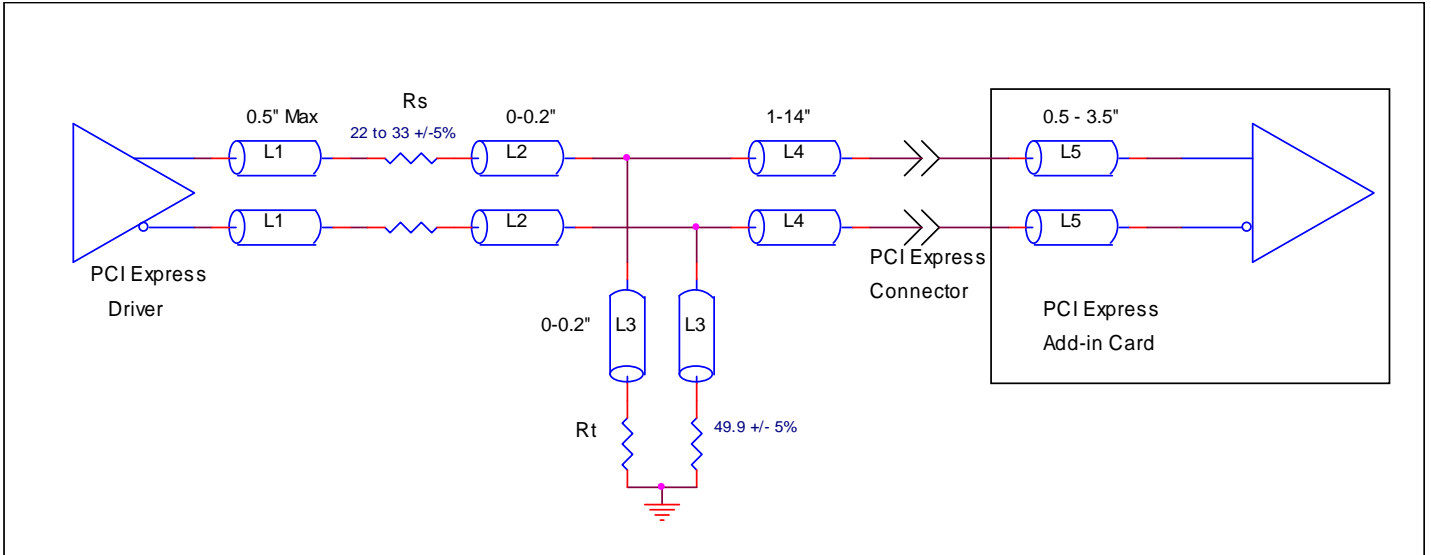 Rs
0.5" Max
22 to 33 +/-5%
0-0.2"
1-14"
0.5 - 3.5"
L1
L2
L4
L5
L1
L2
L4
L5
PCI Express
Driver
PCI Express
Connector
PCI Express
Add-in Card
0-0.2"
L3
L3
Rt
49.9 +/- 5%